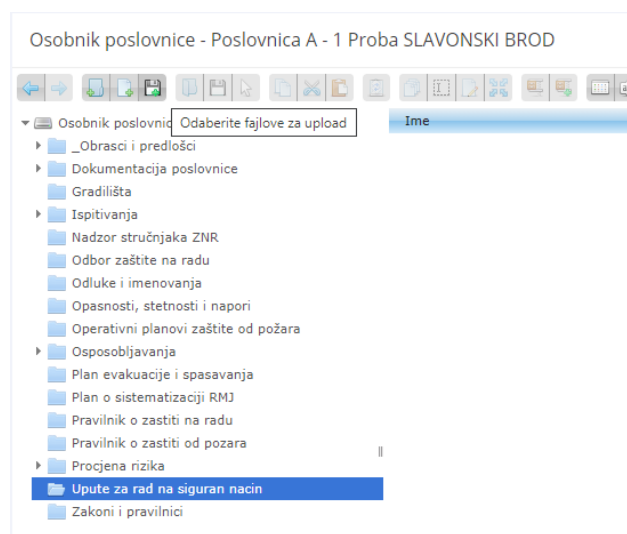 Osobnik poslovnice - Poslovnica A - 1 Proba SLAVONSKI BROD
Osobnik poslovnic
Odaberite fajlove za upload
Ime
_Obrasci i predlošci
Dokumentacija poslovnice
Gradilišta
Ispitivanja
Nadzor stručnjaka ZNR
Odbor zaštite na radu
Odluke i imenovanja
Opasnosti, stetnosti i napori
Operativni planovi zaštite od požara
Osposobljavanja
Plan evakuacije i spasavanja
Plan o sistematizaciji RMJ
Pravilnik o zastiti na radu
Pravilnik o zastiti od pozara
Procjena rizika
Upute za rad na siguran nacin
Zakoni i pravilnici